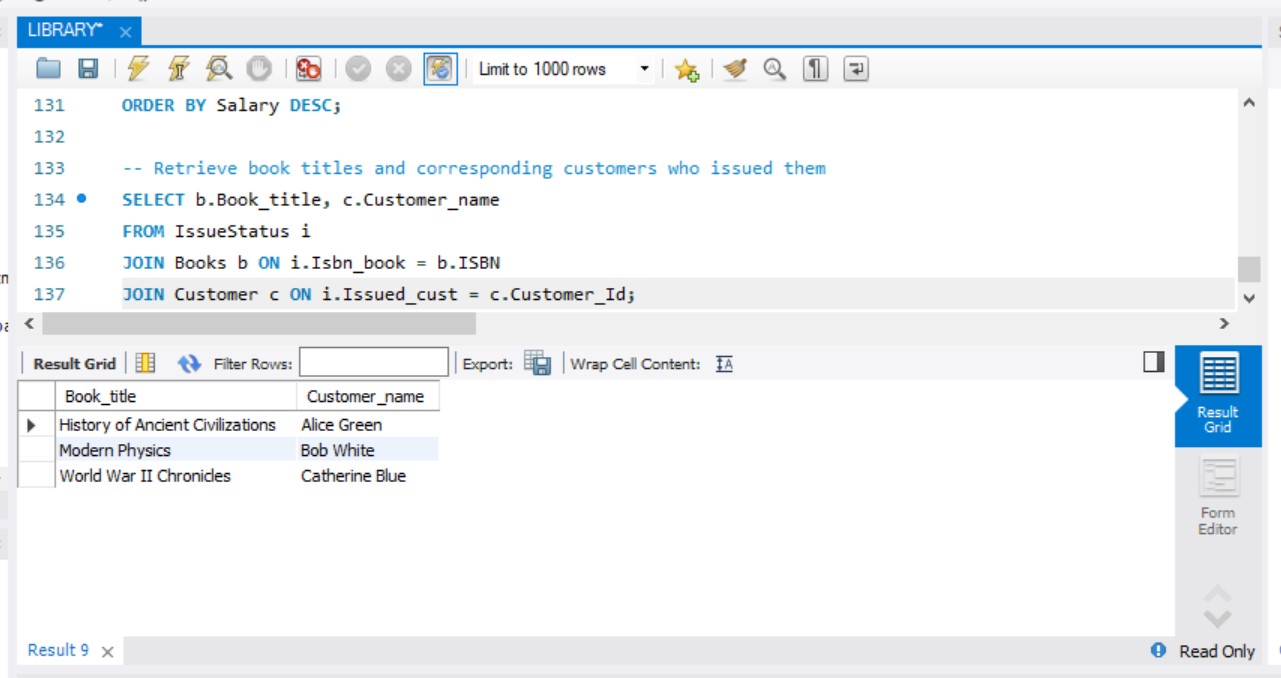 LIBRARY*
Limit to 1000 rows
131 ORDER BY Salary DESC;
132
133 -- Retrieve book titles and corresponding customers who issued them
134 SELECT b.Book_title, c.Customer_name
135 FROM IssueStatus i
136 JOIN Books b ON i.Isbn_book = b.ISBN
137 JOIN Customer c ON i.Issued_cust = c.Customer_Id;
Result Grid Filter Rows: Export: Wrap Cell Content:
Book_title Customer_name
History of Ancient Civilizations Alice Green
Modern Physics Bob White
World War II Chronicles Catherine Blue
Result
Grid
Form
Editor
Result 9
Read Only